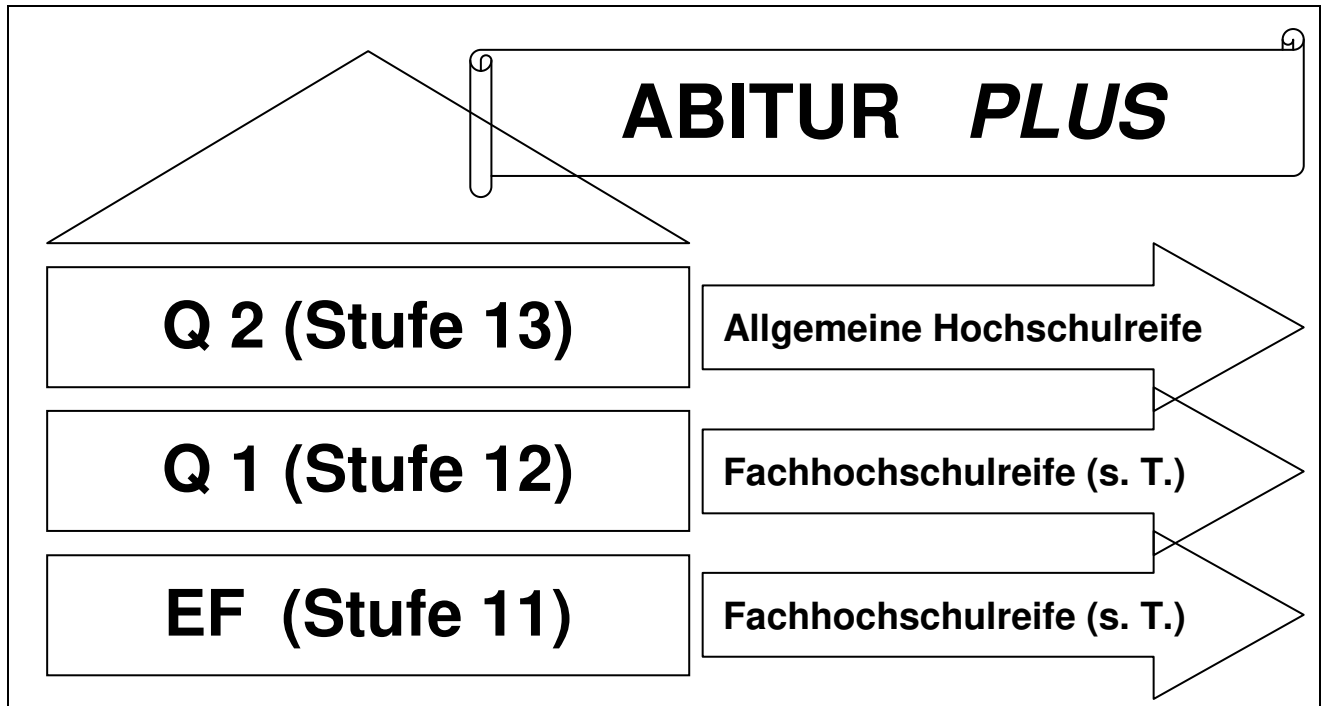 ABITUR PLUS
Q 2 (Stufe 13)
Allgemeine Hochschulreife
Q 1 (Stufe 12)
Fachhochschulreife (s. T.)
EF (Stufe 11)
Fachhochschulreife (s. T.)